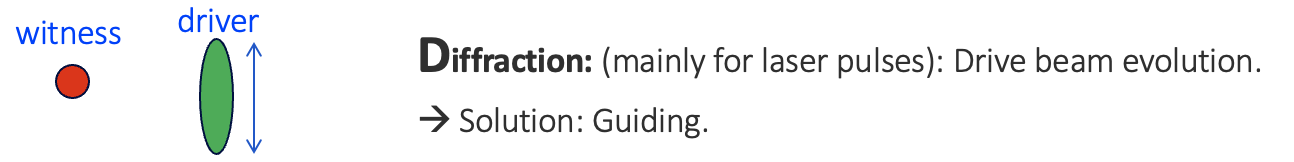 witness
driver
Diffraction: (mainly for laser pulses): Drive beam evolution.
→ Solution: Guiding.